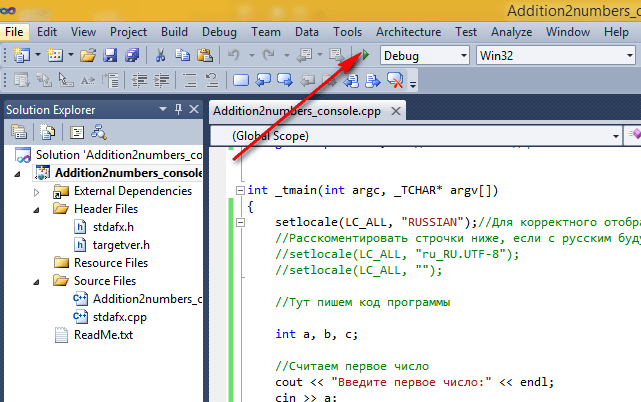 Addition2numbers_co
File Edit View Project Build Debug Team Data Tools Architecture Test Analyze Window Help
Debug Win32
Solution Explorer
Addition2numbers_console.cpp
(Global Scope)
Solution 'Addition2numbers_co
Addition2numbers_console
External Dependencies
Header Files
stdafx.h
targetver.h
Resource Files
Source Files
Addition2numbers_c
stdafx.cpp
ReadMe.txt
int _tmain(int argc, _TCHAR* argv[])
{
setlocale(LC_ALL, "RUSSIAN");//Для корректного отобра
//Расскоментировать строчки ниже, если с русским буду
//setlocale(LC_ALL, "ru_RU.UTF-8");
//setlocale(LC_ALL, "");
//Тут пишем код программы
int a, b, c;
//Считаем первое число
cout << "Введите первое число:" << endl;
cin >> a;